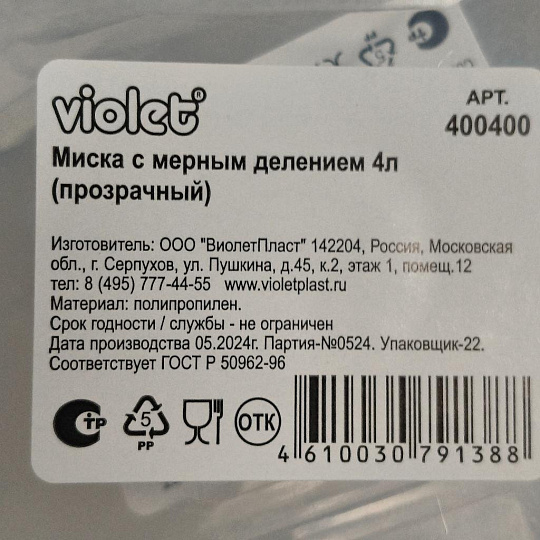 violet®
АРТ.
400400
Миска с мерным делением 4л
(прозрачный)
Изготовитель: ООО "ВиолетПласт" 142204, Россия, Московская
обл., г. Серпухов, ул. Пушкина, д.45, к.2, этаж 1, помещ.12
тел: 8 (495) 777-44-55 www.violetplast.ru
Материал: полипропилен.
Срок годности / службы - не ограничен
Дата производства 05.2024г. Партия-№0524. Упаковщик-22.
Соответствует ГОСТ Р 50962-96
СТР
5
PP
ОТК
4 610030 791388